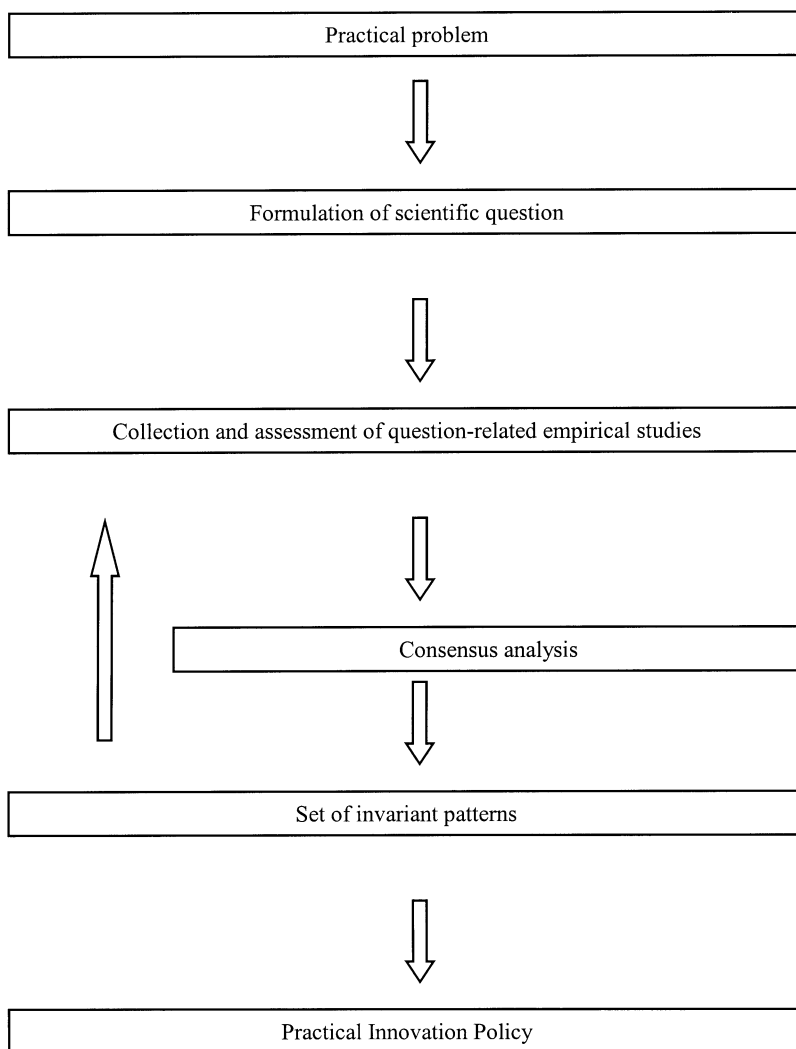 Practical problem
Formulation of scientific question
Collection and assessment of question-related empirical studies
Consensus analysis
Set of invariant patterns
Practical Innovation Policy